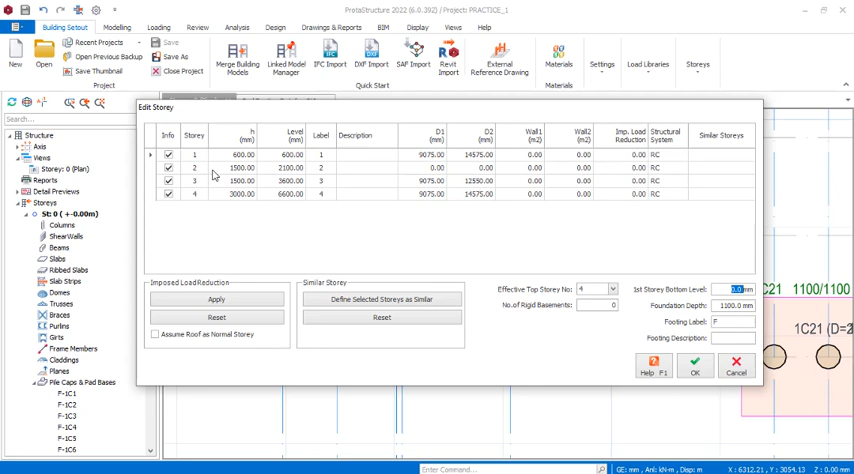 ProtaStructure 2022 (6.0.392) / Project: PRACTICE_1
Building Setout Modelling Loading Review Analysis Design Drawings & Reports BIM Display Views Help
New
Open
Recent Projects
Open Previous Backup
Save Thumbnail
Save
Save As
Close Project
Project
Merge Building Models
Linked Model Manager
IFC Import
DXF Import
SAF Import
Revit Import
Quick Start
External Reference Drawing
Materials
Materials
Settings
Load Libraries
Storeys
Search...
Structure
Axis
Views
Storey: 0 (Plan)
Reports
Detail Previews
Storeys
St: 0 ( +-0.00m)
Columns
ShearWalls
Beams
Slabs
Ribbed Slabs
Slab Strips
Domes
Trusses
Braces
Purlins
Girts
Frame Members
Claddings
Planes
Pile Caps & Pad Bases
F-1C1
F-1C2
F-1C3
F-1C4
F-1C5
F-1C6
Edit Storey
Info Storey h (mm) Level (mm) Label Description D1 (mm) D2 (mm) Wall1 (m2) Wall2 (m2) Imp. Load Reduction Structural System Similar Storeys
1 600.00 600.00 1 9075.00 14575.00 0.00 0.00 0.00 RC
2 1500.00 2100.00 2 0.00 0.00 0.00 0.00 0.00 RC
3 1500.00 3600.00 3 9075.00 12550.00 0.00 0.00 0.00 RC
4 3000.00 6600.00 4 9075.00 14575.00 0.00 0.00 0.00 RC
Imposed Load Reduction
Apply
Reset
Assume Roof as Normal Storey
Similar Storey
Define Selected Storeys as Similar
Reset
Effective Top Storey No: 4
No.of Rigid Basements: 0
1st Storey Bottom Level: 0.0 mm
Foundation Depth: 1100.0 mm
Footing Label: F
Footing Description:
Help F1
OK
Cancel
1C21 1100/1100
1C21 (D=2
Enter Command...
GE: mm, Anl: kN-m, Displ: m X : 6312.21 , Y : 3054.13 Z : 0.00 mm